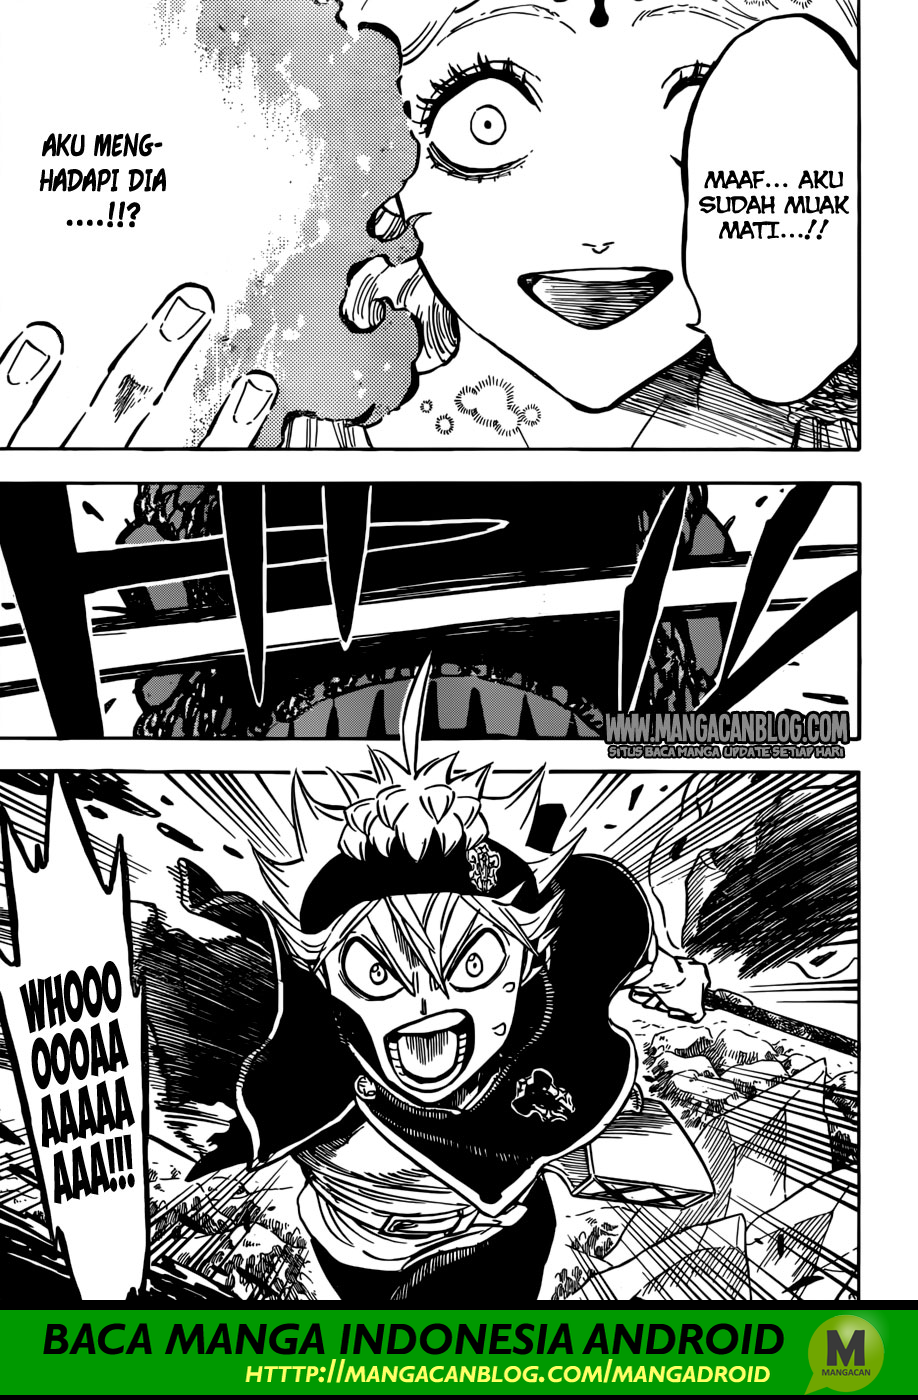 MAAF... AKU
SUDAH MUAK
MATI...!!
AKU MENG-
HADAPI DIA
....!!?
WWW.MANGACANBLOG.COM
SITUS BACA MANGA UPDATE SETIAP HARI
WHOOO
OOOAA
AAAAA
AAA!!!
BACA MANGA INDONESIA ANDROID
HTTTP://MANGACANBLOG.COM/MANGADROID
M
MANGACAN